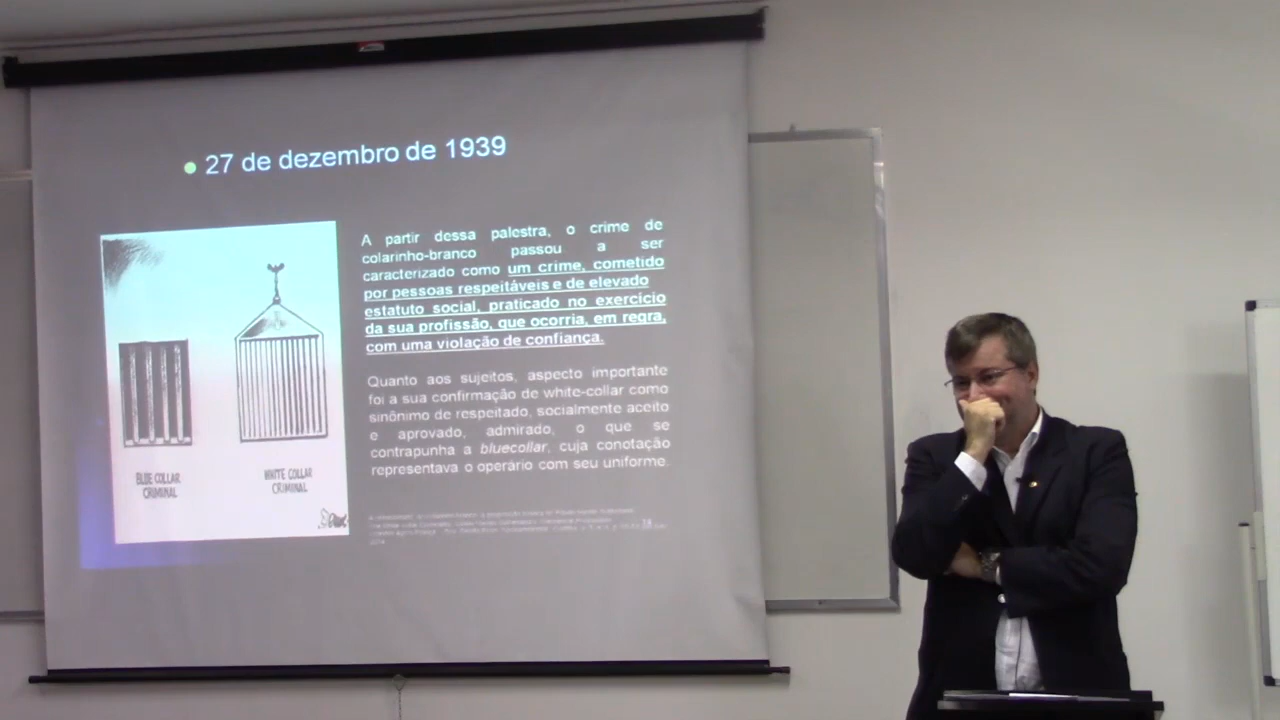 27 de dezembro de 1939
A partir dessa palestra, o crime de
colarinho-branco passou a ser
caracterizado como um crime, cometido
por pessoas respeitáveis e de elevado
estatuto social, praticado no exercício
da sua profissão, que ocorria, em regra,
com uma violação de confiança.
Quanto aos sujeitos, aspecto importante
foi a sua confirmação de white-collar como
sinônimo de respeitado, socialmente aceito
e aprovado, admirado, o que se
contrapunha a bluecollar, cuja conotação
representava o operário com seu uniforme.
BLUE COLLAR
CRIMINAL
WHITE COLLAR
CRIMINAL